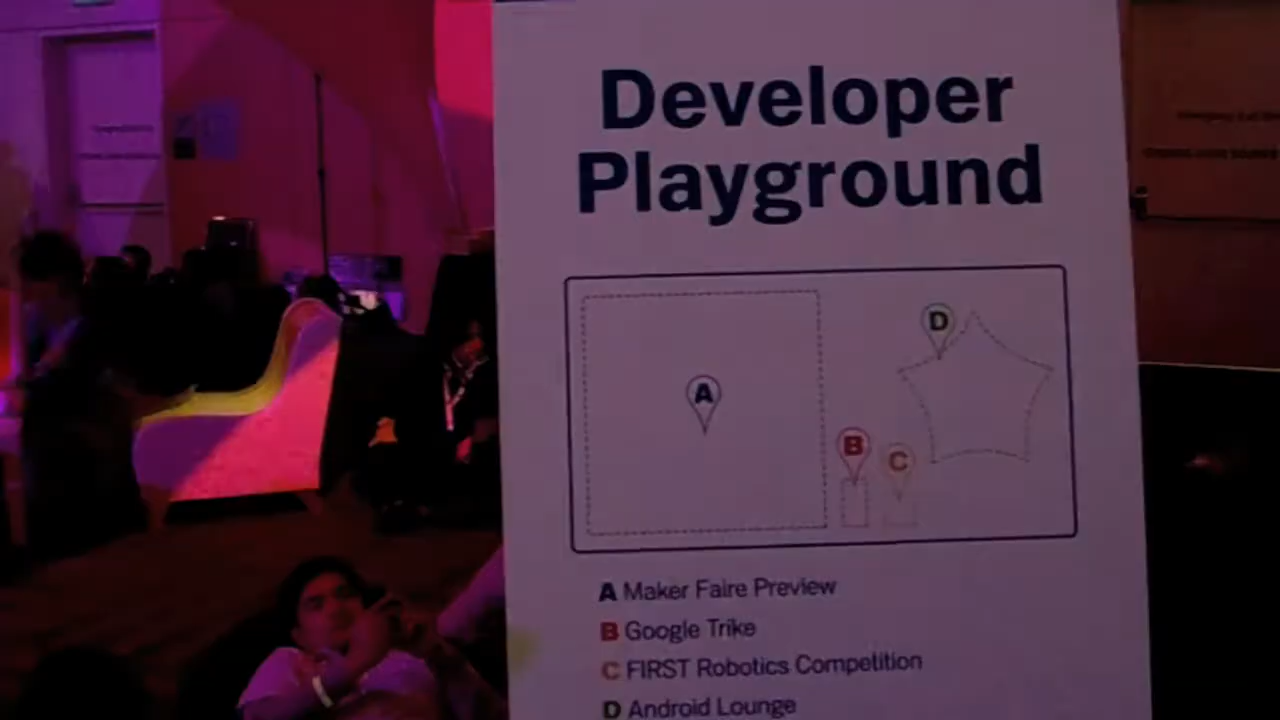 Developer
Playground
D
A
B
C
A Maker Faire Preview
B Google Trike
C FIRST Robotics Competition
D Android Lounge